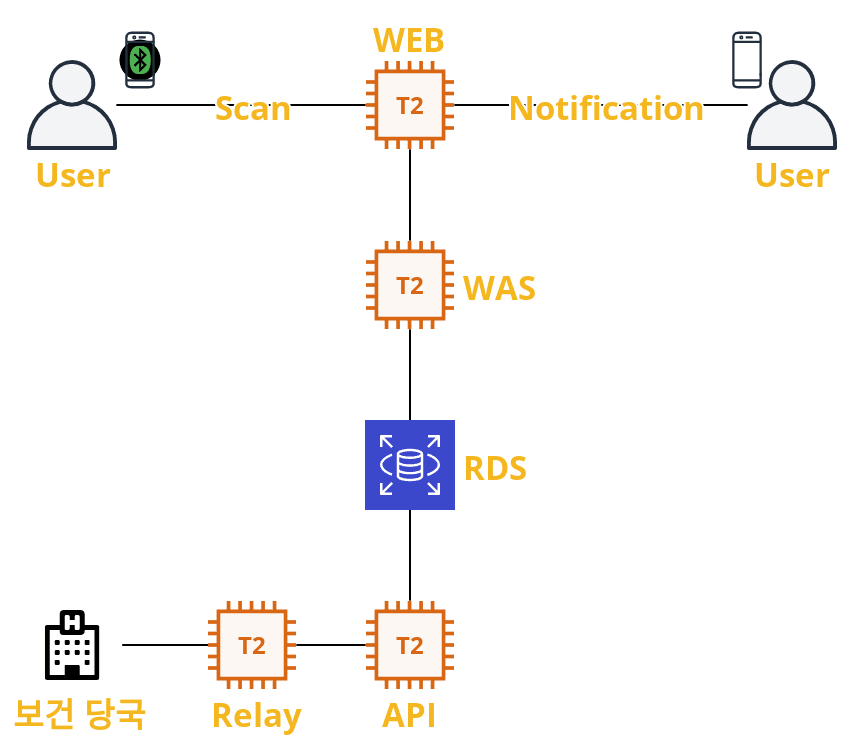 WEB
T2
Scan
Notification
User
User
T2
WAS
RDS
H
T2
T2
보건 당국
Relay
API